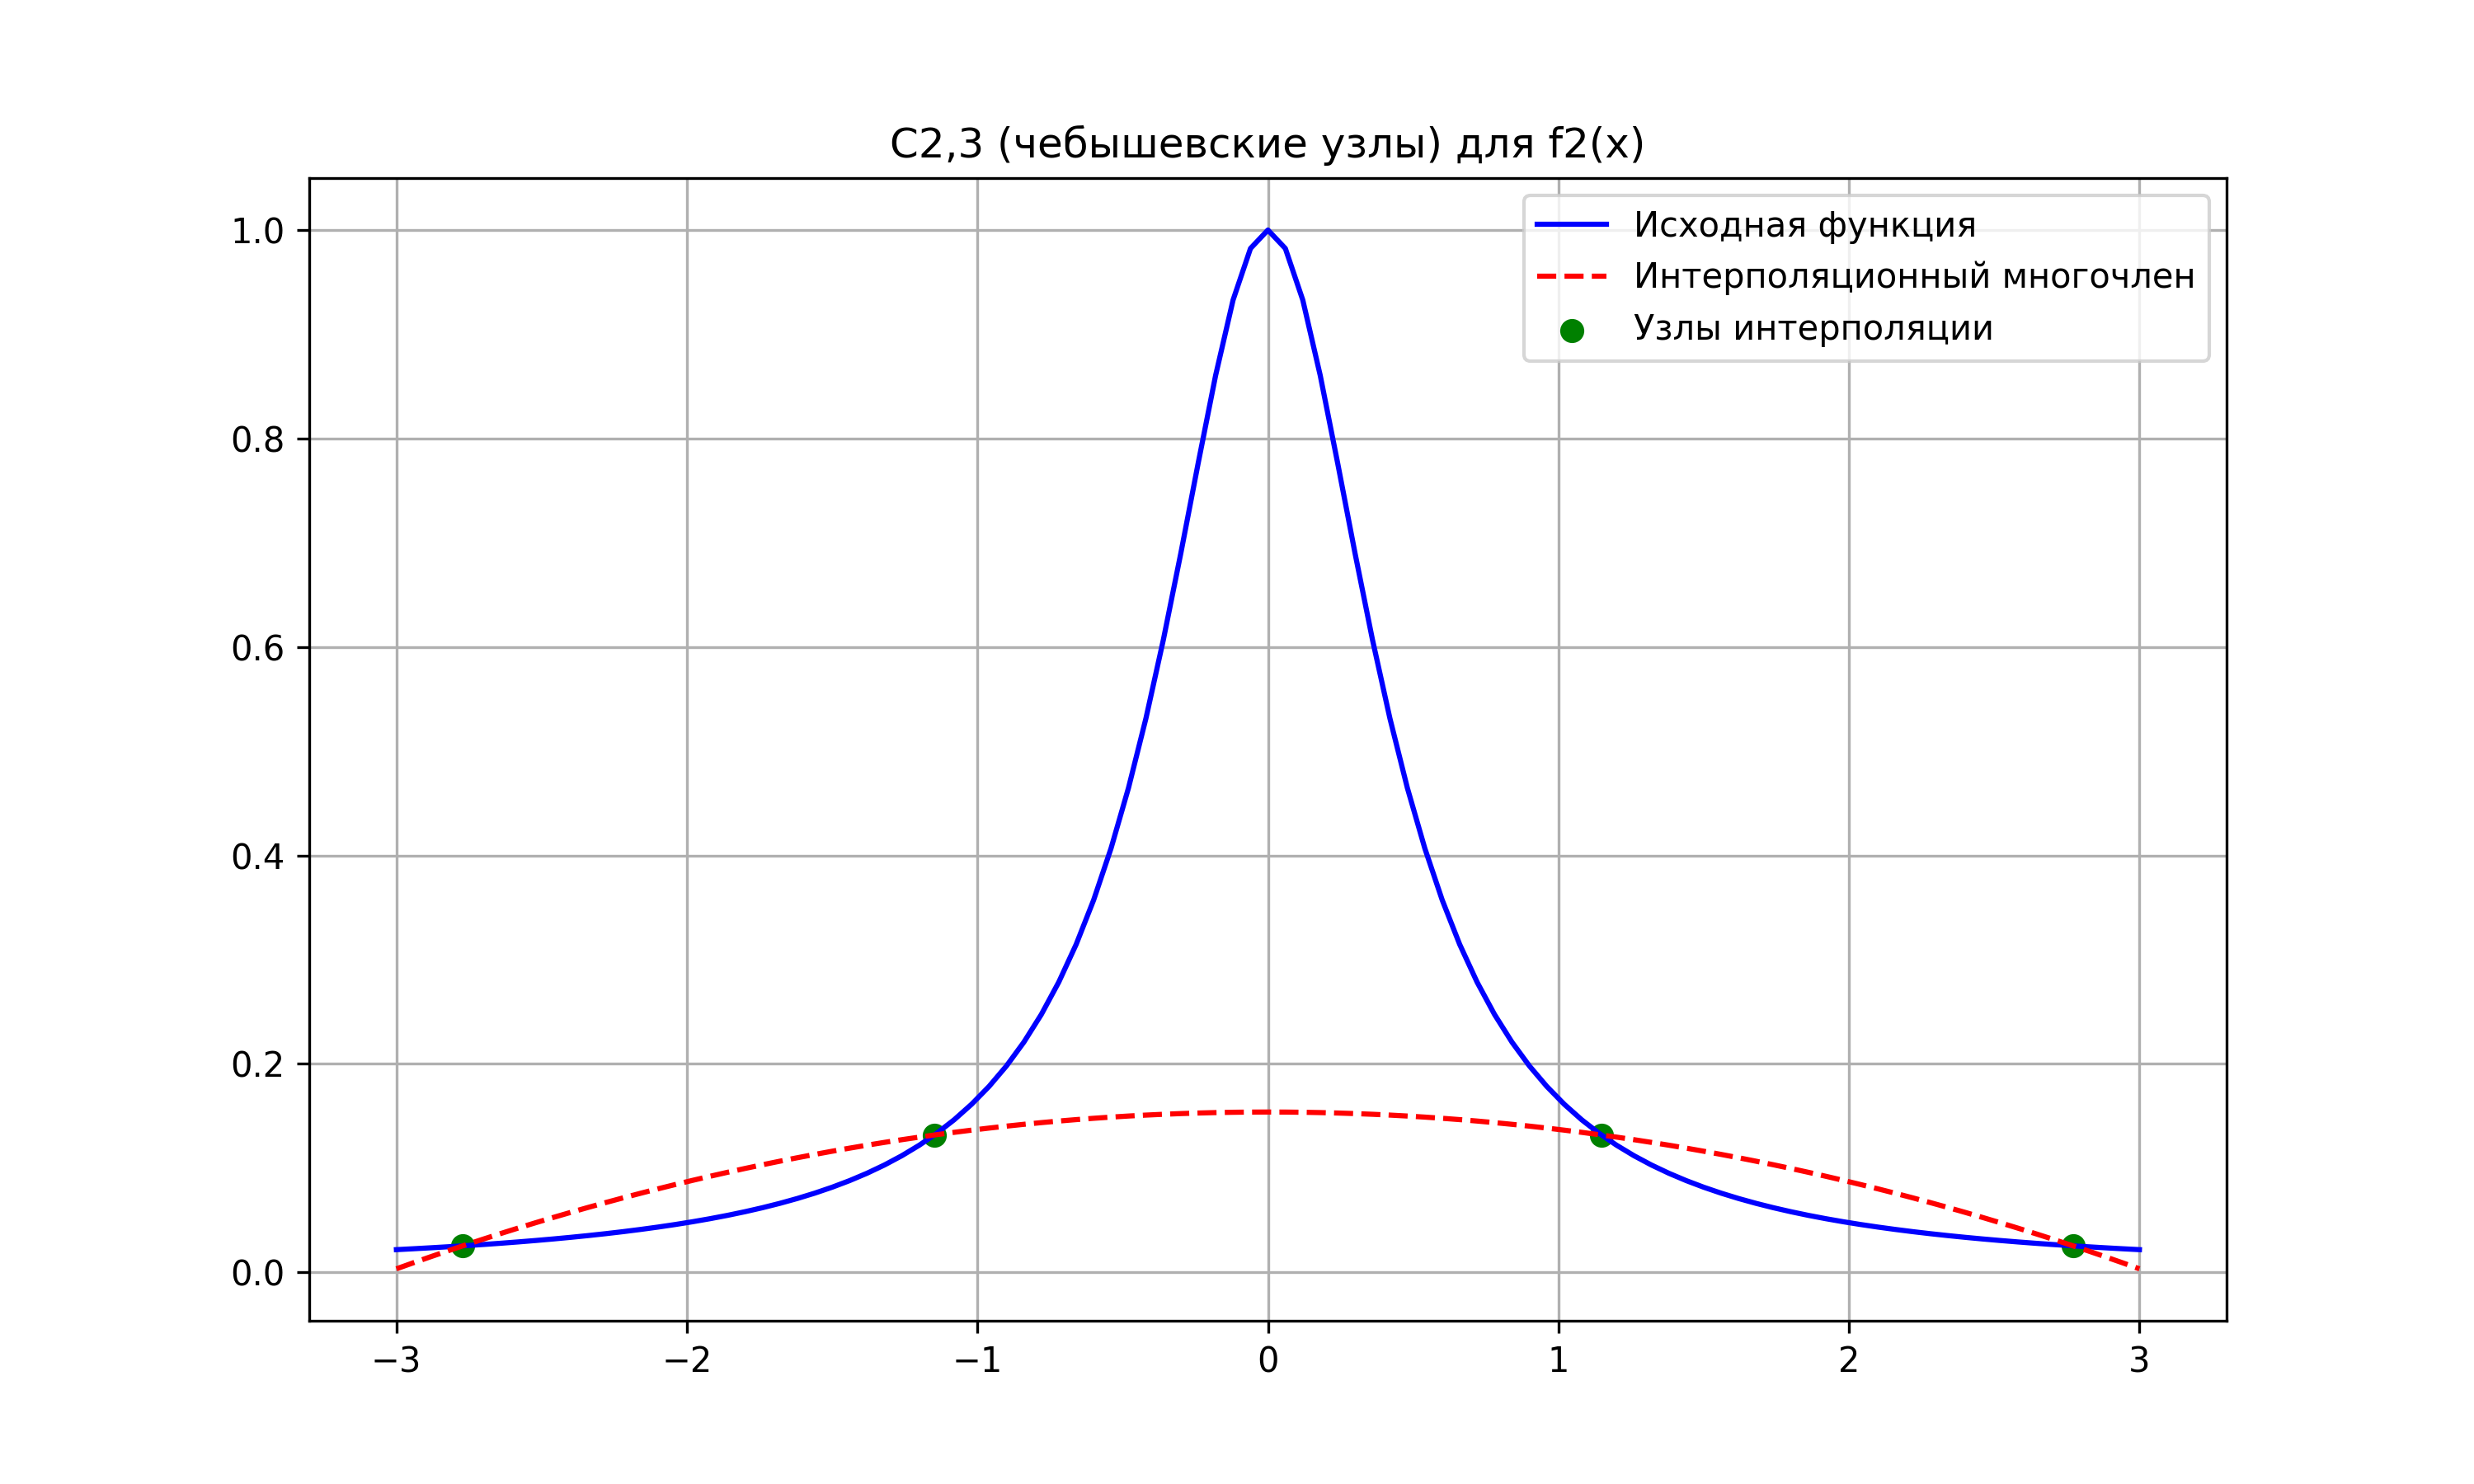 C2,3 (чебышевские узлы) для f2(x)
Исходная функция
Интерполяционный многочлен
Узлы интерполяции
1.0
0.8
0.6
0.4
0.2
0.0
−3 −2 −1 0 1 2 3